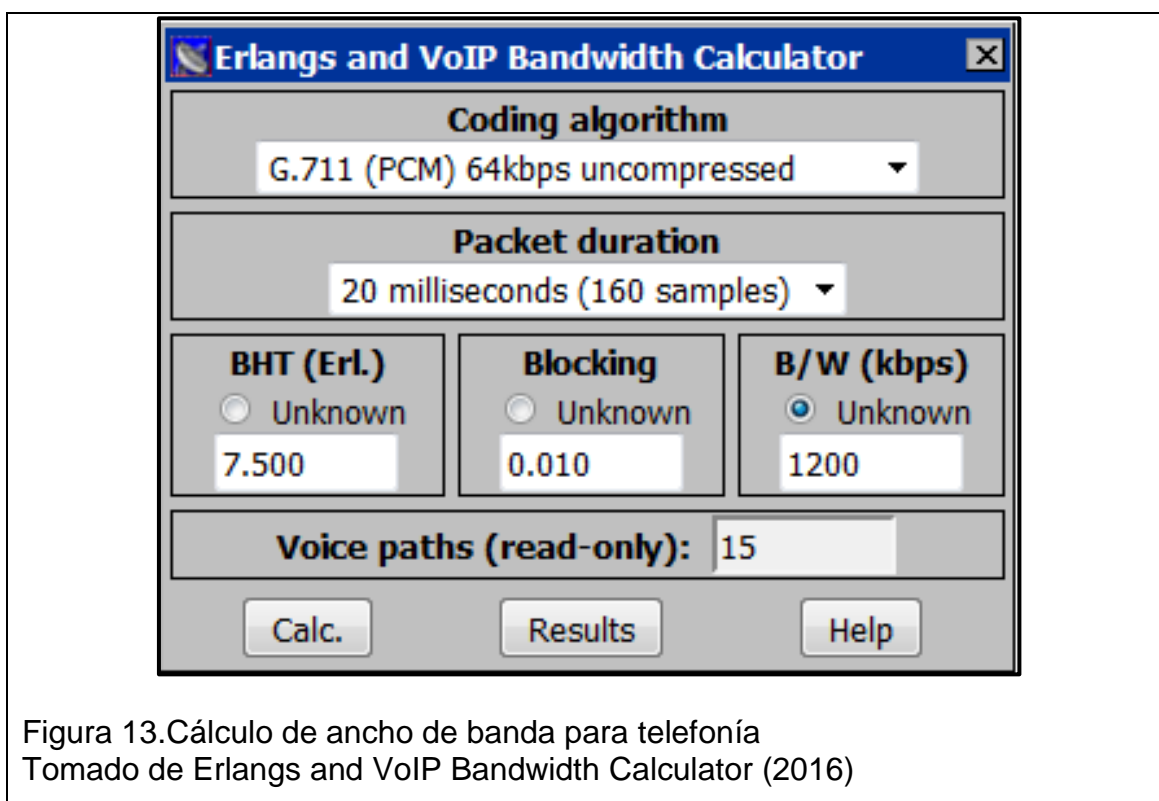 Erlangs and VoIP Bandwidth Calculator
Coding algorithm
G.711 (PCM) 64kbps uncompressed
Packet duration
20 milliseconds (160 samples)
BHT (Erl.) Blocking B/W (kbps)
Unknown Unknown Unknown
7.500 0.010 1200
Voice paths (read-only): 15
Calc. Results Help
Figura 13.Cálculo de ancho de banda para telefonía
Tomado de Erlangs and VoIP Bandwidth Calculator (2016)